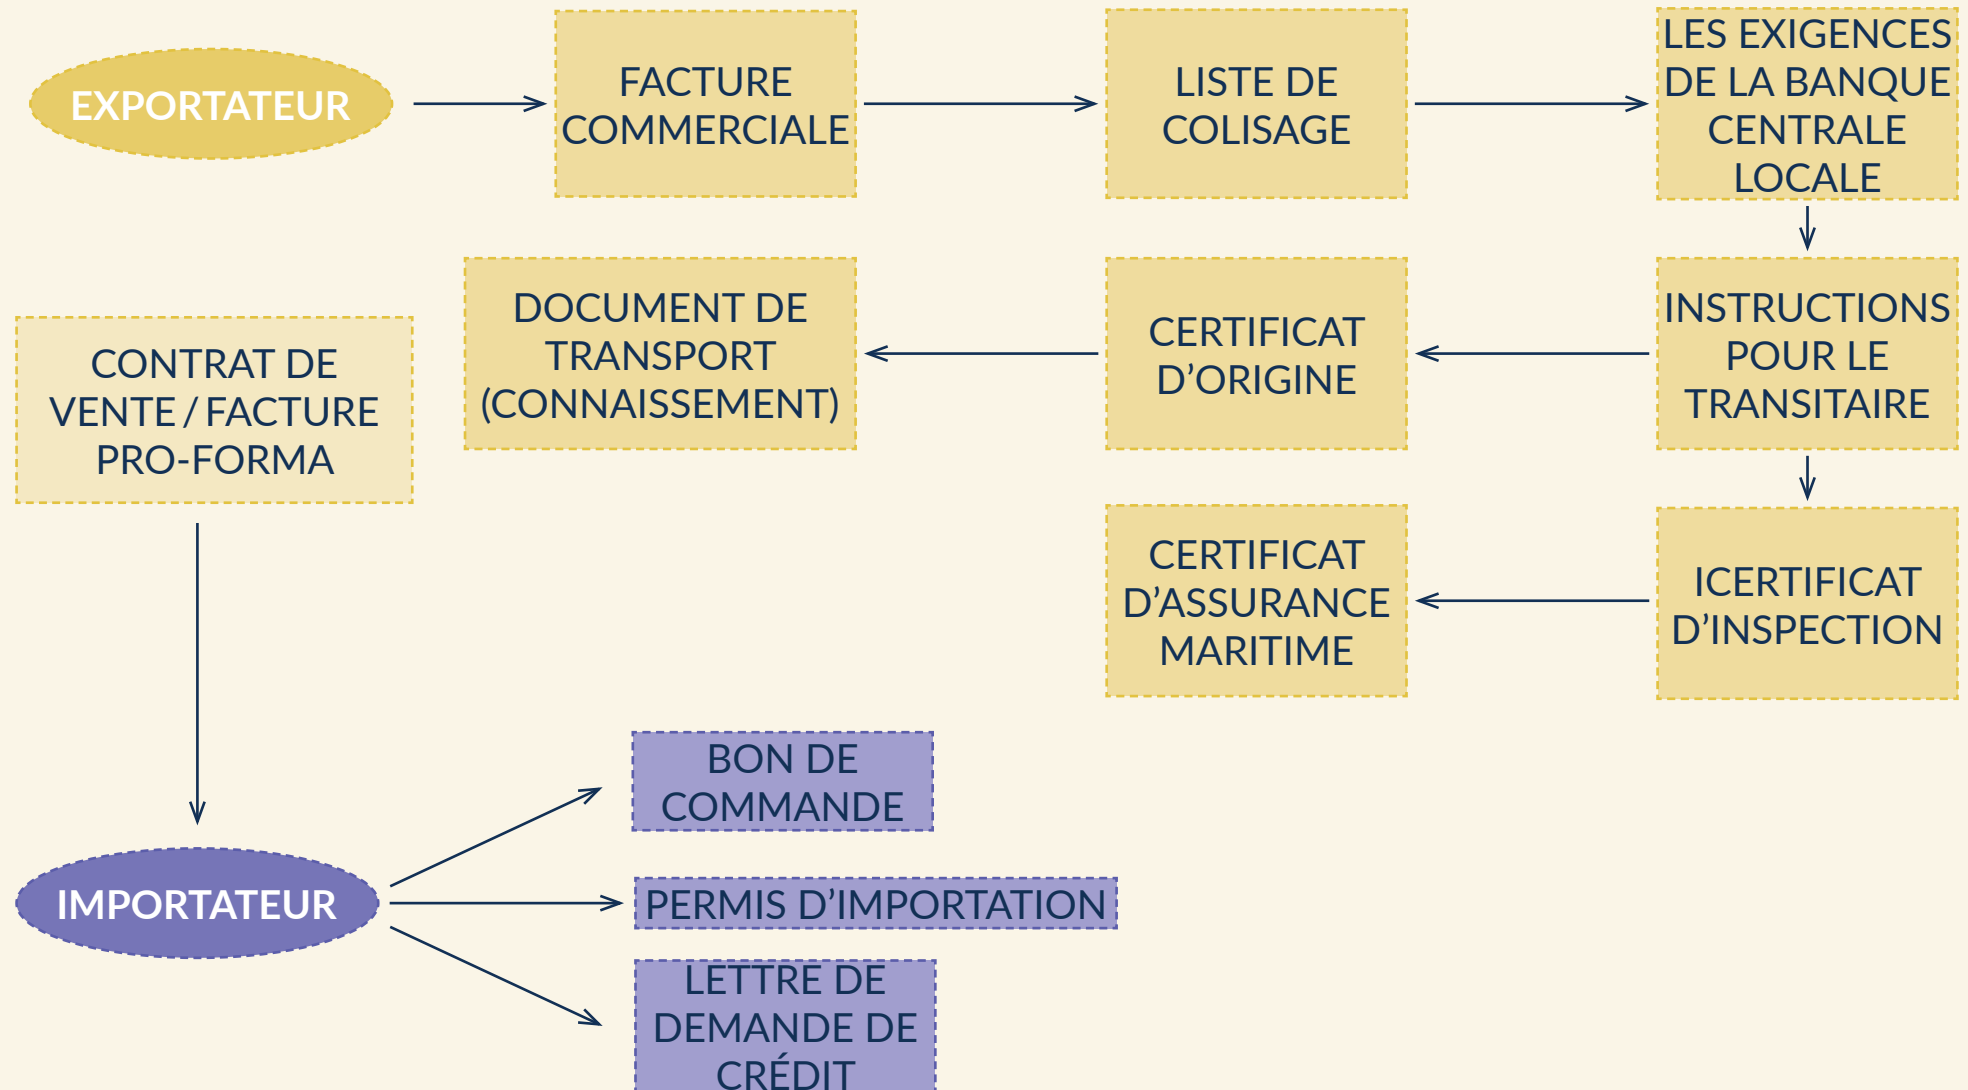 EXPORTATEUR
FACTURE
COMMERCIALE
LISTE DE
COLISAGE
LES EXIGENCES
DE LA BANQUE
CENTRALE
LOCALE
DOCUMENT DE
TRANSPORT
(CONNAISSEMENT)
CERTIFICAT
D’ORIGINE
INSTRUCTIONS
POUR LE
TRANSITAIRE
CONTRAT DE
VENTE / FACTURE
PRO-FORMA
CERTIFICAT
D’ASSURANCE
MARITIME
ICERTIFICAT
D’INSPECTION
BON DE
COMMANDE
IMPORTATEUR
PERMIS D’IMPORTATION
LETTRE DE
DEMANDE DE
CRÉDIT